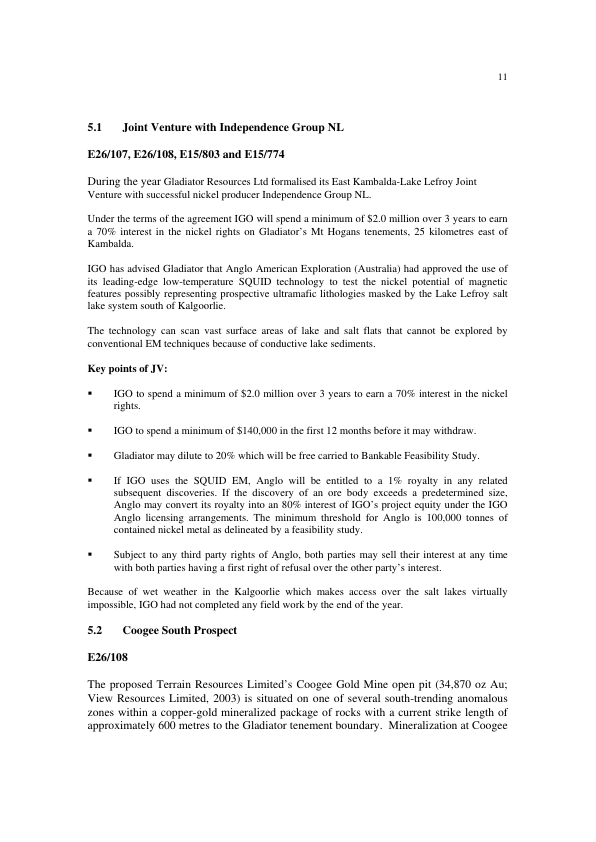 11
5.1 Joint Venture with Independence Group NL
E26/107, E26/108, E15/803 and E15/774
During the year Gladiator Resources Ltd formalised its East Kambalda-Lake Lefroy Joint
Venture with successful nickel producer Independence Group NL.
Under the terms of the agreement IGO will spend a minimum of $2.0 million over 3 years to earn
a 70% interest in the nickel rights on Gladiator's Mt Hogans tenements, 25 kilometres east of
Kambalda.
IGO has advised Gladiator that Anglo American Exploration (Australia) had approved the use of
its leading-edge low-temperature SQUID technology to test the nickel potential of magnetic
features possibly representing prospective ultramafic lithologies masked by the Lake Lefroy salt
lake system south of Kalgoorlie.
The technology can scan vast surface areas of lake and salt flats that cannot be explored by
conventional EM techniques because of conductive lake sediments.
Key points of JV:
▪ IGO to spend a minimum of $2.0 million over 3 years to earn a 70% interest in the nickel
rights.
▪ IGO to spend a minimum of $140,000 in the first 12 months before it may withdraw.
▪ Gladiator may dilute to 20% which will be free carried to Bankable Feasibility Study.
▪ If IGO uses the SQUID EM, Anglo will be entitled to a 1% royalty in any related
subsequent discoveries. If the discovery of an ore body exceeds a predetermined size,
Anglo may convert its royalty into an 80% interest of IGO's project equity under the IGO
Anglo licensing arrangements. The minimum threshold for Anglo is 100,000 tonnes of
contained nickel metal as delineated by a feasibility study.
▪ Subject to any third party rights of Anglo, both parties may sell their interest at any time
with both parties having a first right of refusal over the other party's interest.
Because of wet weather in the Kalgoorlie which makes access over the salt lakes virtually
impossible, IGO had not completed any field work by the end of the year.
5.2 Coogee South Prospect
E26/108
The proposed Terrain Resources Limited's Coogee Gold Mine open pit (34,870 oz Au;
View Resources Limited, 2003) is situated on one of several south-trending anomalous
zones within a copper-gold mineralized package of rocks with a current strike length of
approximately 600 metres to the Gladiator tenement boundary. Mineralization at Coogee